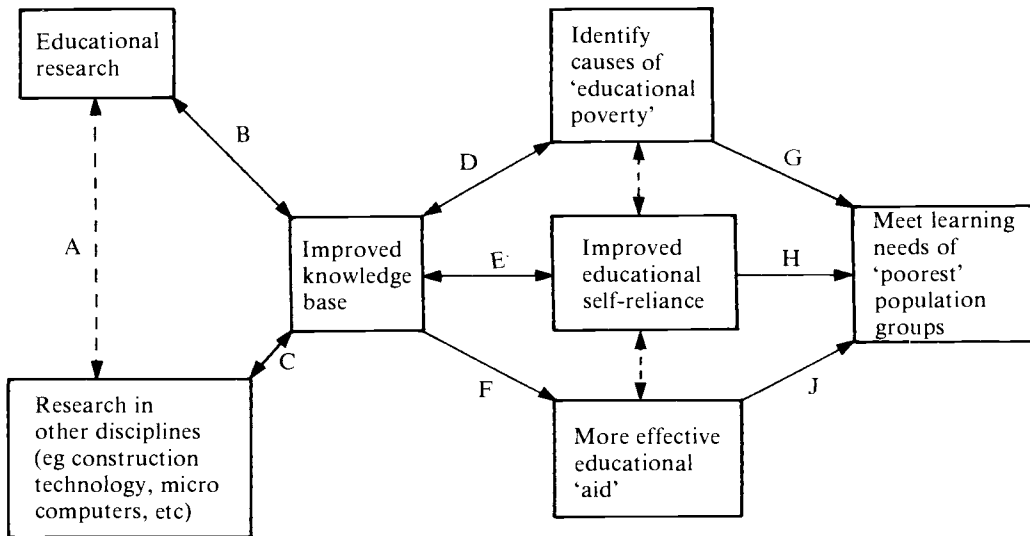 Educational
research
A
B
Research in
other disciplines
(eg construction
technology, micro
computers, etc)
C
Improved
knowledge
base
D
E
F
Identify
causes of
‘educational
poverty’
Improved
educational
self-reliance
More effective
educational
‘aid’
G
H
J
Meet learning
needs of
‘poorest’
population
groups